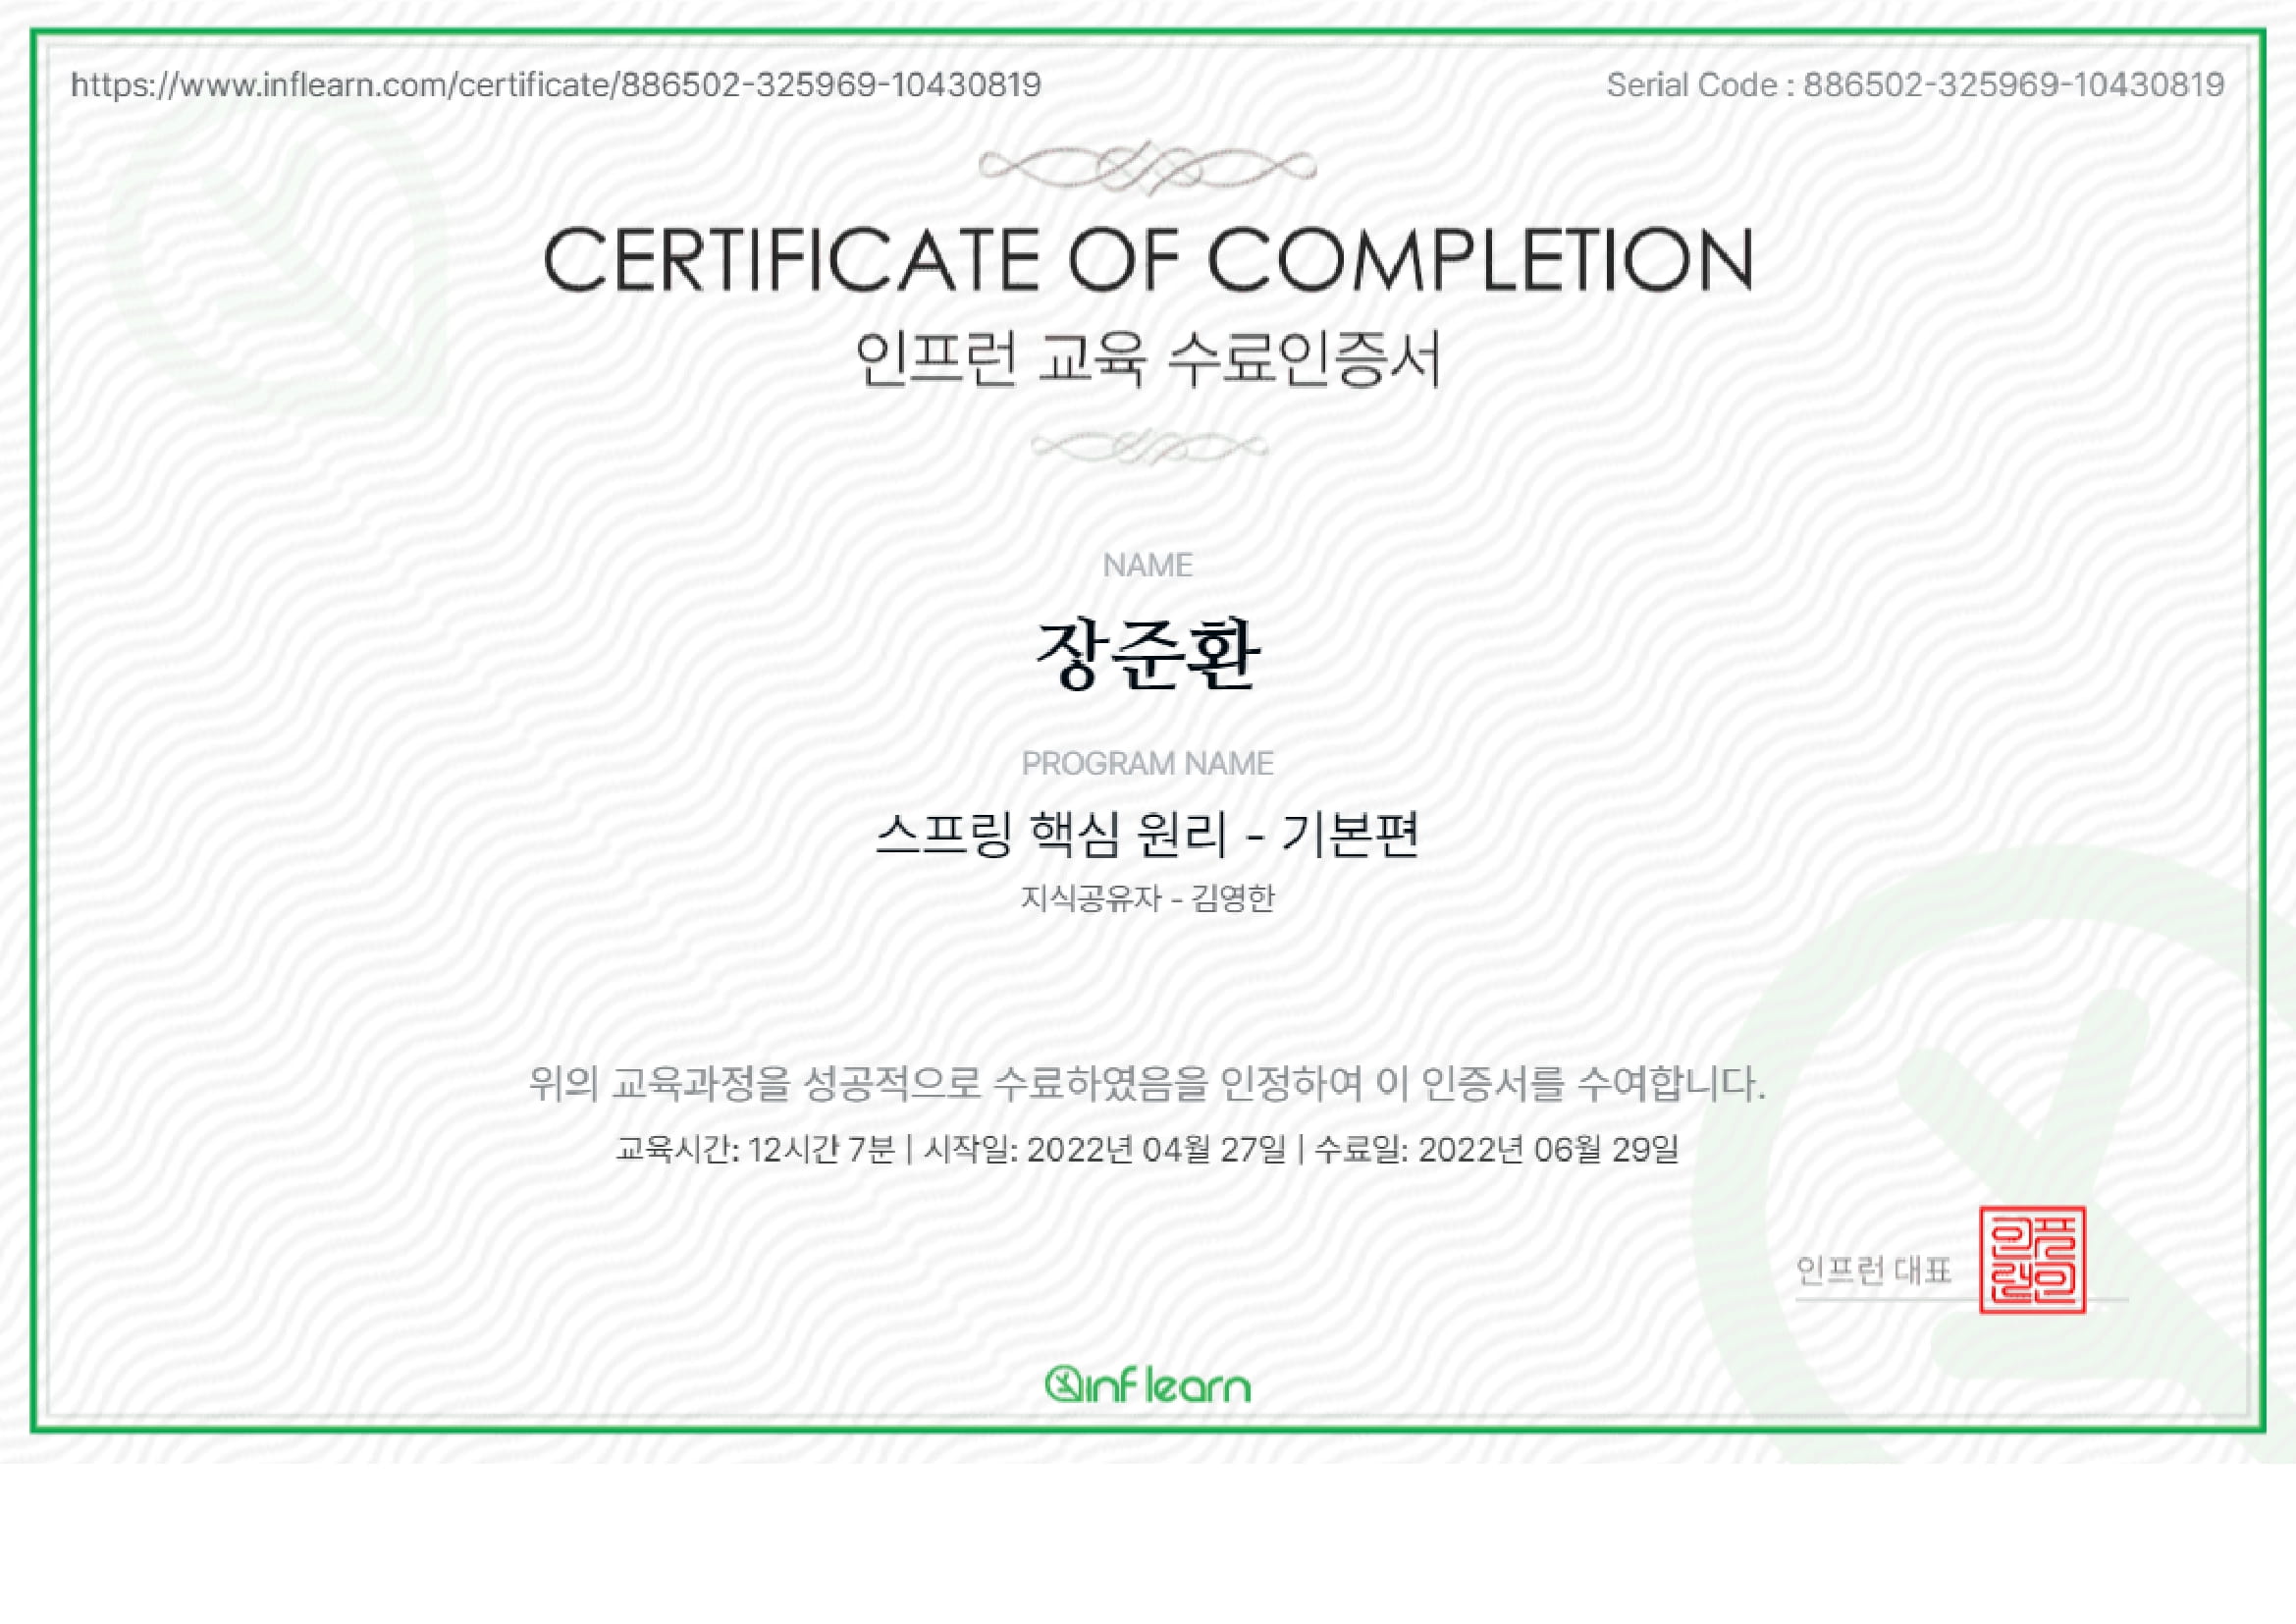 https://www.inflearn.com/certificate/886502-325969-10430819
Serial Code : 886502-325969-10430819
CERTIFICATE OF COMPLETION
인프런 교육 수료인증서
NAME
장준환
PROGRAM NAME
스프링 핵심 원리 - 기본편
지식공유자 - 김영한
위의 교육과정을 성공적으로 수료하였음을 인정하여 이 인증서를 수여합니다.
교육시간: 12시간 7분 | 시작일: 2022년 04월 27일 | 수료일: 2022년 06월 29일
인프런 대표
인프
런인
inflearn